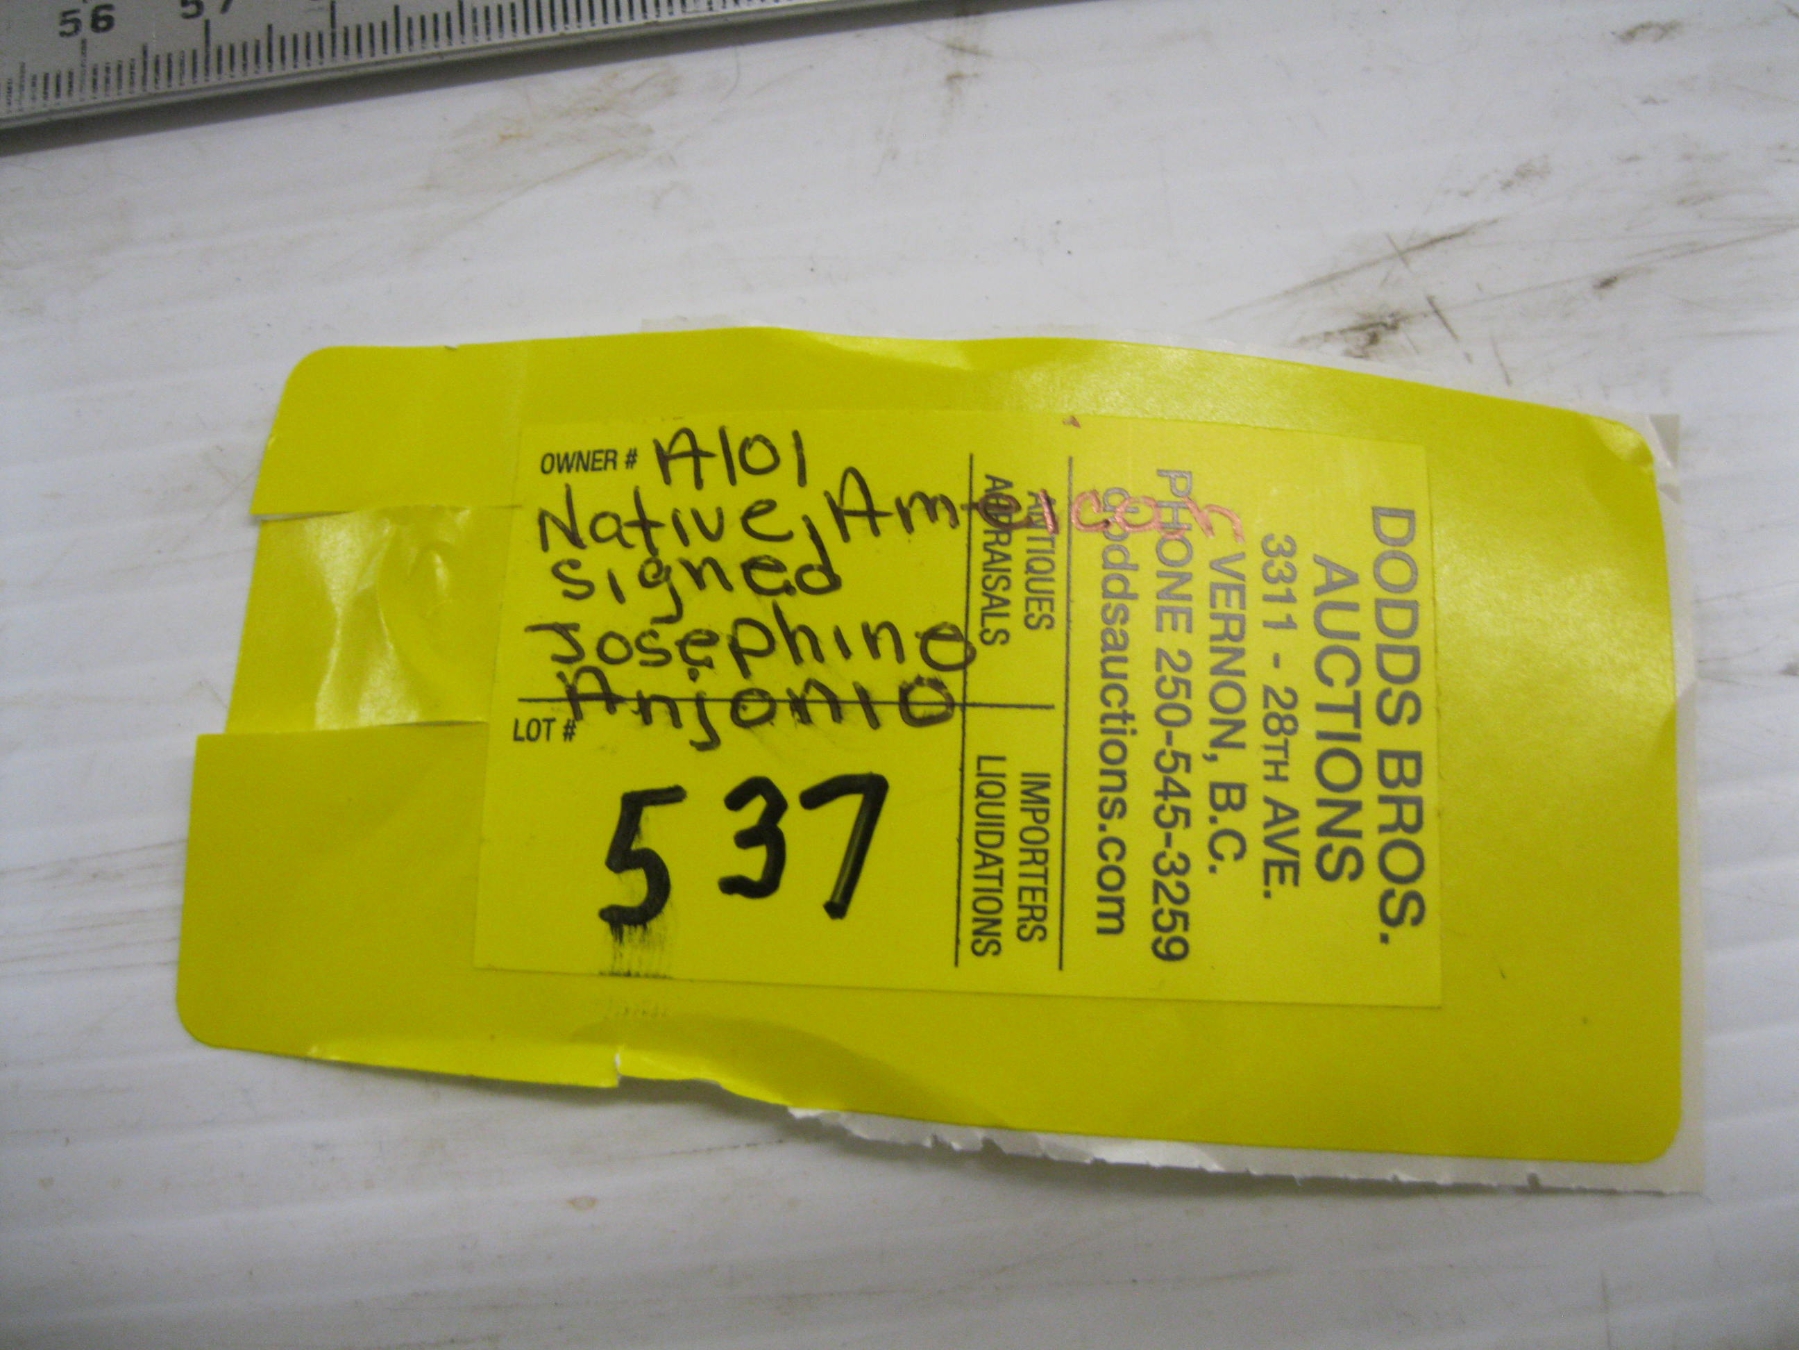 56 57
OWNER # A101
Native, American
signed
Josephine
Antonio
LOT #
537
ANTIQUES
APPRAISALS
IMPORTERS
LIQUIDATIONS
DODDS BROS.
AUCTIONS
3311 - 28TH AVE.
VERNON, B.C.
PHONE 250-545-3259
doddsauctions.com